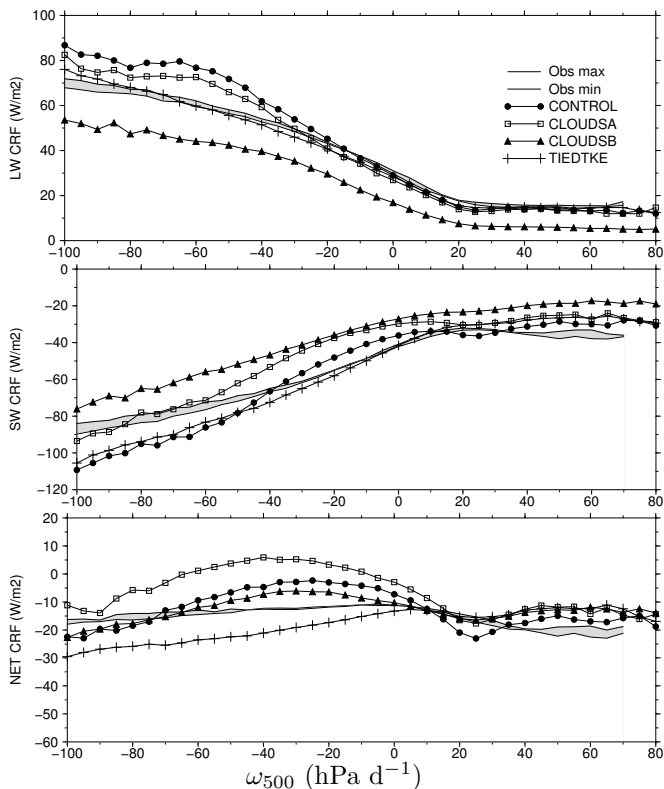 100
80
60
40
20
0
LW CRF (W/m2)
Obs max
Obs min
CONTROL
CLOUDSA
CLOUDSB
TIEDTKE
−100 −80 −60 −40 −20 0 20 40 60 80
0
−20
−40
−60
−80
−100
−120
SW CRF (W/m2)
−100 −80 −60 −40 −20 0 20 40 60 80
20
10
0
−10
−20
−30
−40
−50
−60
NET CRF (W/m2)
−100 −80 −60 −40 −20 0 20 40 60 80
ω₅₀₀ (hPa d⁻¹)